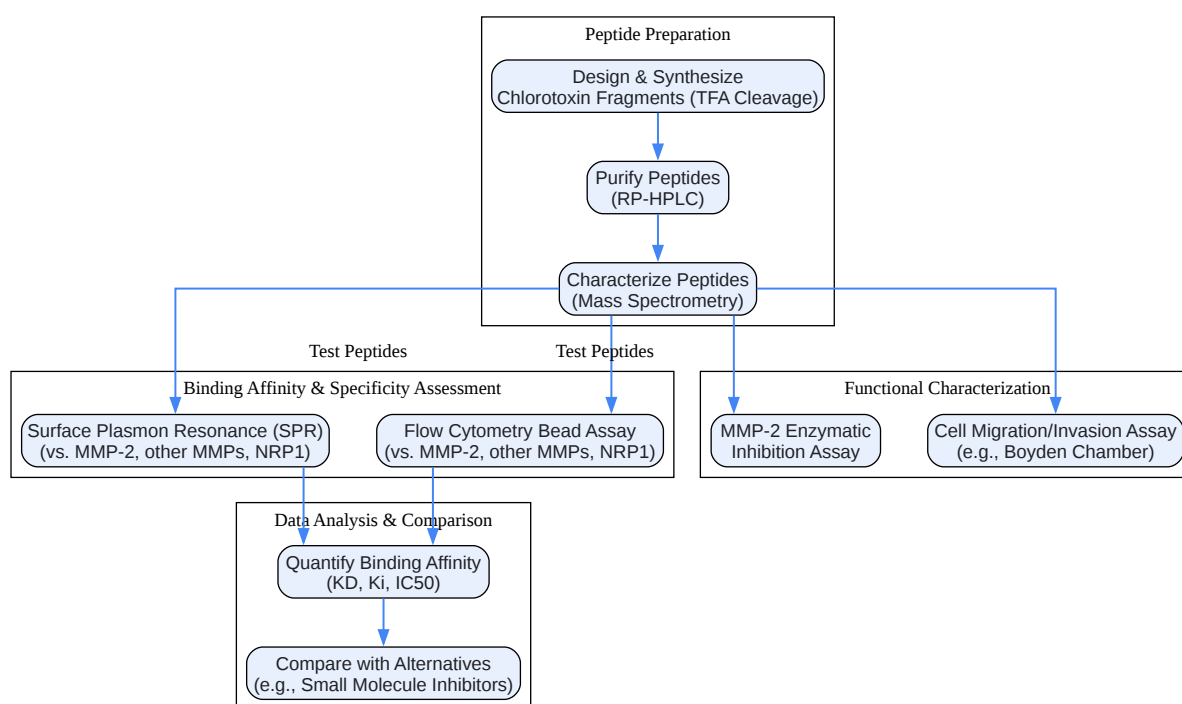 Peptide Preparation
Design & Synthesize
Chlorotoxin Fragments (TFA Cleavage)
Purify Peptides
(RP-HPLC)
Characterize Peptides
(Mass Spectrometry)
Test Peptides
Test Peptides
Binding Affinity & Specificity Assessment
Surface Plasmon Resonance (SPR)
(vs. MMP-2, other MMPs, NRP1)
Flow Cytometry Bead Assay
(vs. MMP-2, other MMPs, NRP1)
Functional Characterization
MMP-2 Enzymatic
Inhibition Assay
Cell Migration/Invasion Assay
(e.g., Boyden Chamber)
Data Analysis & Comparison
Quantify Binding Affinity
(KD, Ki, IC50)
Compare with Alternatives
(e.g., Small Molecule Inhibitors)